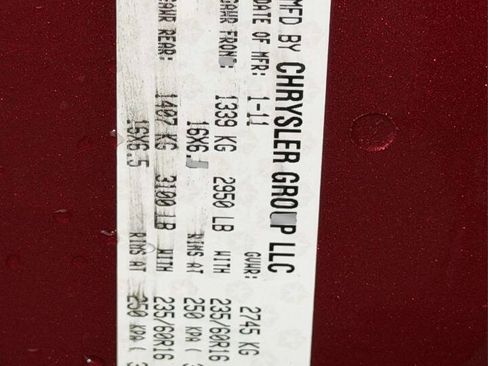 MFD BY CHRYSLER GROUP LLC
DATE OF MFR: 1-11 GVWR: 2745 KG
GAWR FRONT: 1339 KG 2950 LB WITH 235/60R16
16X6.5 RIMS AT 250 KPA (
GAWR REAR: 1407 KG 3100 LB WITH 235/60R16
16X6.5 RIMS AT 250 KPA (